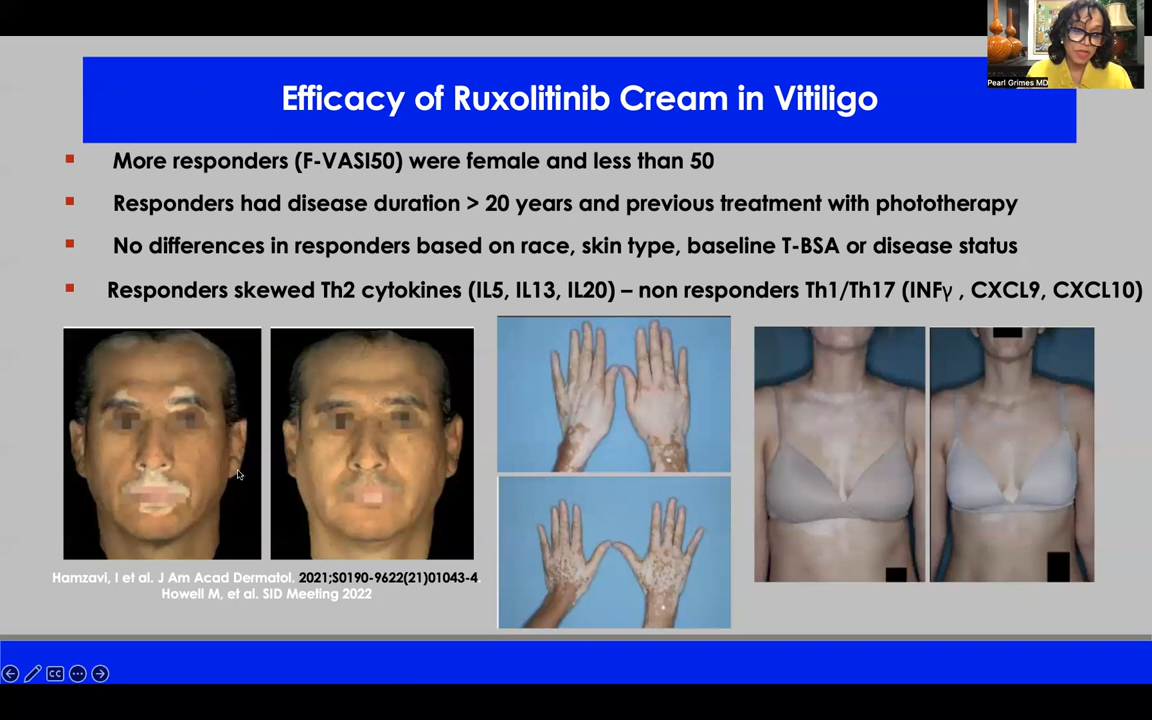 Pearl Grimes MD
Efficacy of Ruxolitinib Cream in Vitiligo
More responders (F-VASI50) were female and less than 50
Responders had disease duration > 20 years and previous treatment with phototherapy
No differences in responders based on race, skin type, baseline T-BSA or disease status
Responders skewed Th2 cytokines (IL5, IL13, IL20) – non responders Th1/Th17 (INFγ , CXCL9, CXCL10)
Hamzavi, I et al. J Am Acad Dermatol. 2021;S0190-9622(21)01043-4.
Howell M, et al. SID Meeting 2022
CC